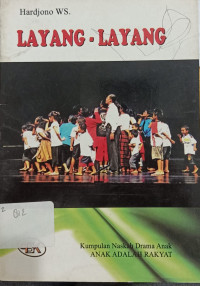 Hardjono WS.
LAYANG - LAYANG
Kumpulan Naskah Drama Anak
ANAK ADALAH RAKYAT